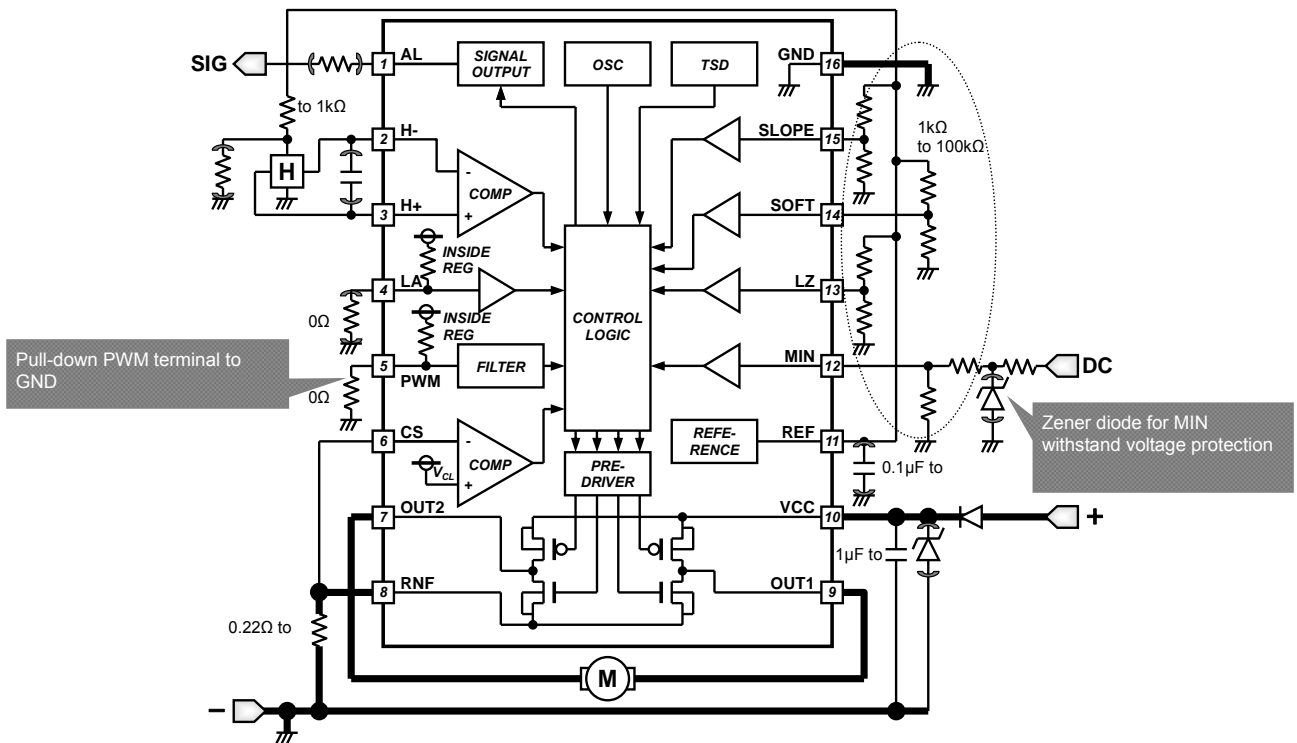 SIG
to 1kΩ
H
1
AL
2
H-
3
H+
4
LA
0Ω
5
PWM
0Ω
6
CS
7
OUT2
8
RNF
0.22Ω to
−
Pull-down PWM terminal to
GND
SIGNAL
OUTPUT
OSC
TSD
-
COMP
+
INSIDE
REG
INSIDE
REG
FILTER
CONTROL
LOGIC
-
COMP
+
VCL
PRE-
DRIVER
REFE-
RENCE
M
GND
16
SLOPE
15
SOFT
14
LZ
13
MIN
12
REF
11
VCC
10
OUT1
9
1kΩ
to 100kΩ
DC
Zener diode for MIN
withstand voltage protection
0.1µF to
1µF to
+